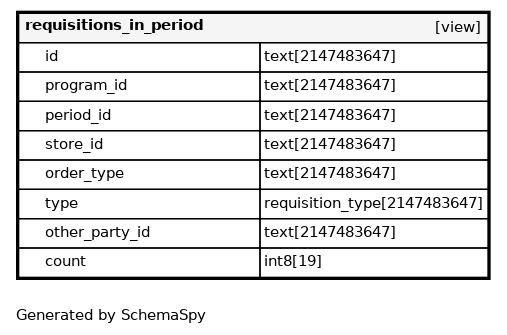 requisitions_in_period [view]
id text[2147483647]
program_id text[2147483647]
period_id text[2147483647]
store_id text[2147483647]
order_type text[2147483647]
type requisition_type[2147483647]
other_party_id text[2147483647]
count int8[19]
Generated by SchemaSpy